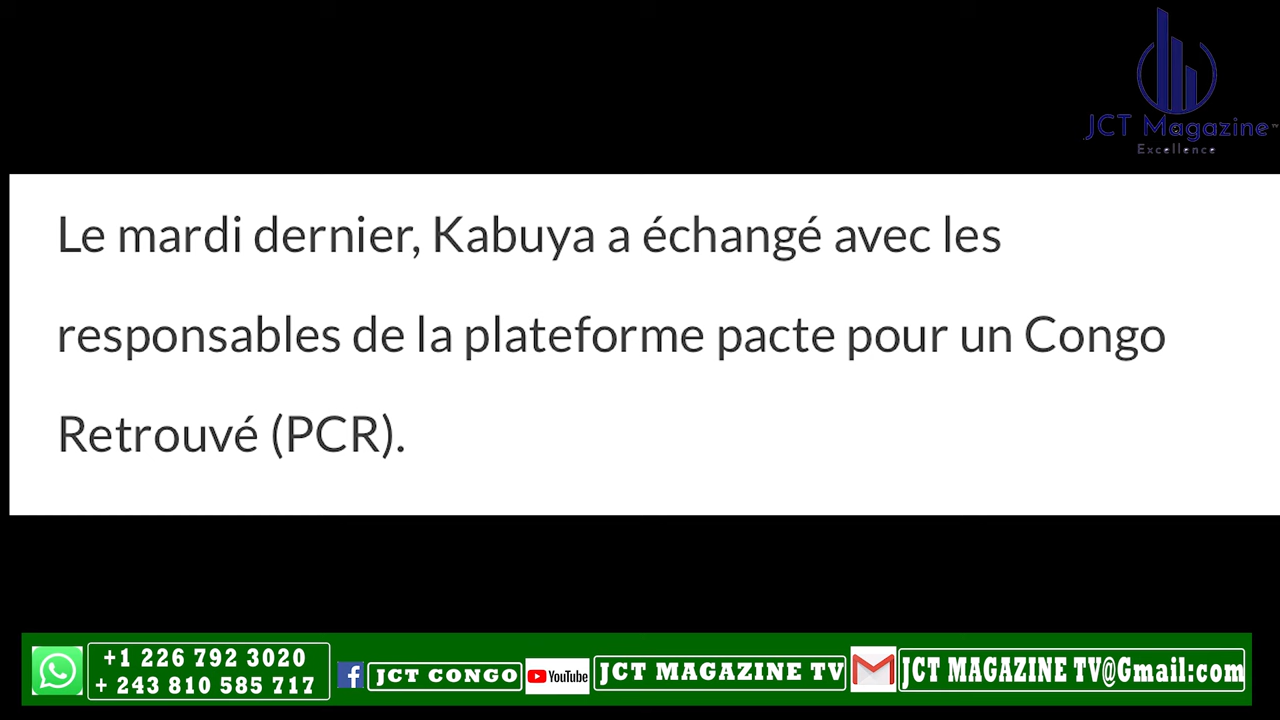 JCT Magazine TM
Excellence
Le mardi dernier, Kabuya a échangé avec les
responsables de la plateforme pacte pour un Congo
Retrouvé (PCR).
+1 226 792 3020
+ 243 810 585 717
JCT CONGO
YouTube
JCT MAGAZINE TV
JCT MAGAZINE TV@Gmail:com